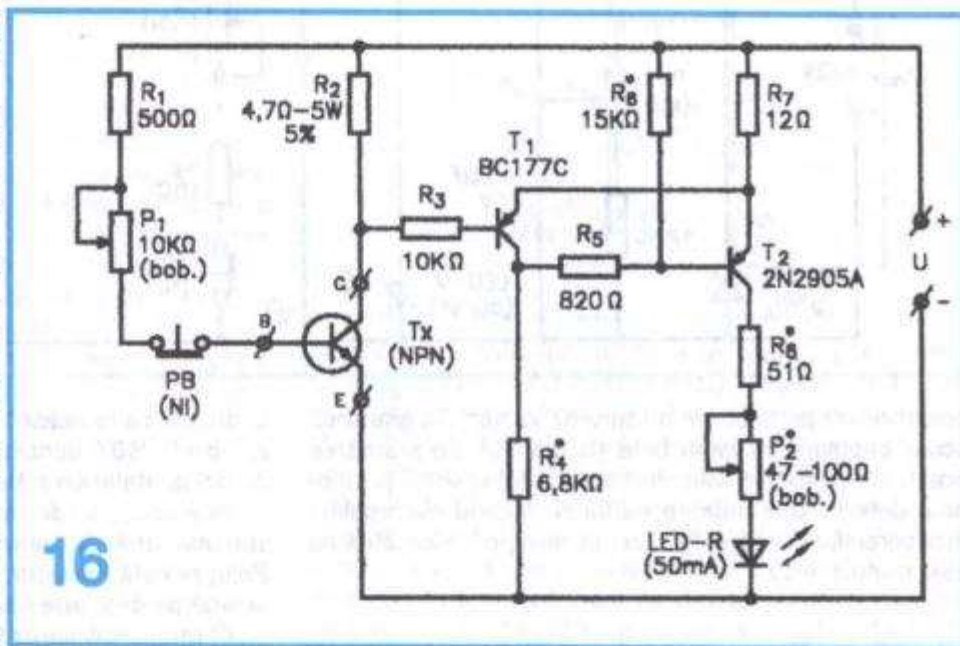 R₁
500Ω
R₂
4,7Ω-5W
5%
R₆*
15KΩ
R₇
12Ω
T₁
BC177C
P₁
10KΩ
(bob.)
R₃
10KΩ
R₅
820Ω
T₂
2N2905A
+
U
-
C
B
Tx
(NPN)
E
PB
(NI)
R₆*
51Ω
R₄*
6,8KΩ
P₂*
47-100Ω
(bob.)
LED-R
(50mA)
16